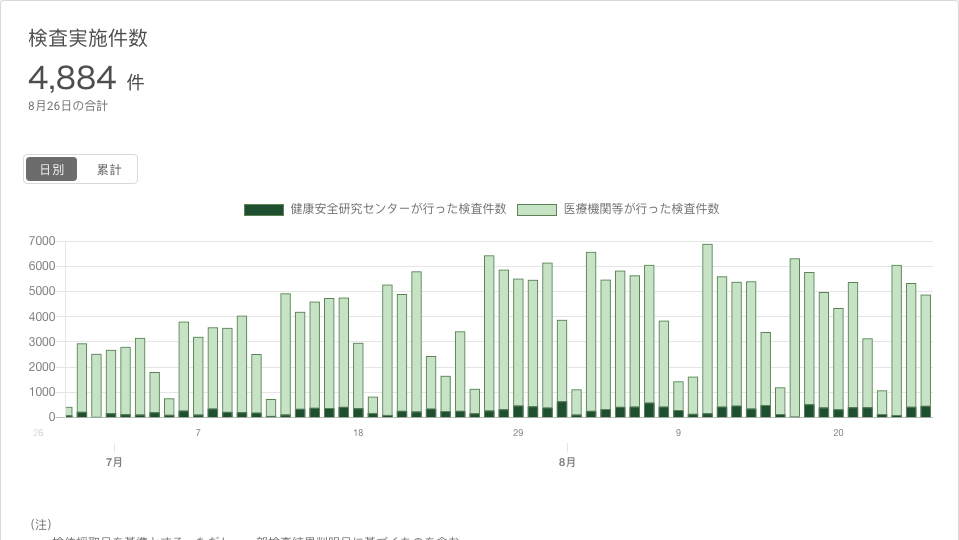 検査実施件数
4,884 件
8月26日の合計
日別 累計
健康安全研究センターが行った検査件数 医療機関等が行った検査件数
7000
6000
5000
4000
3000
2000
1000
0
26 7 18 29 9 20
7月 8月
(注)